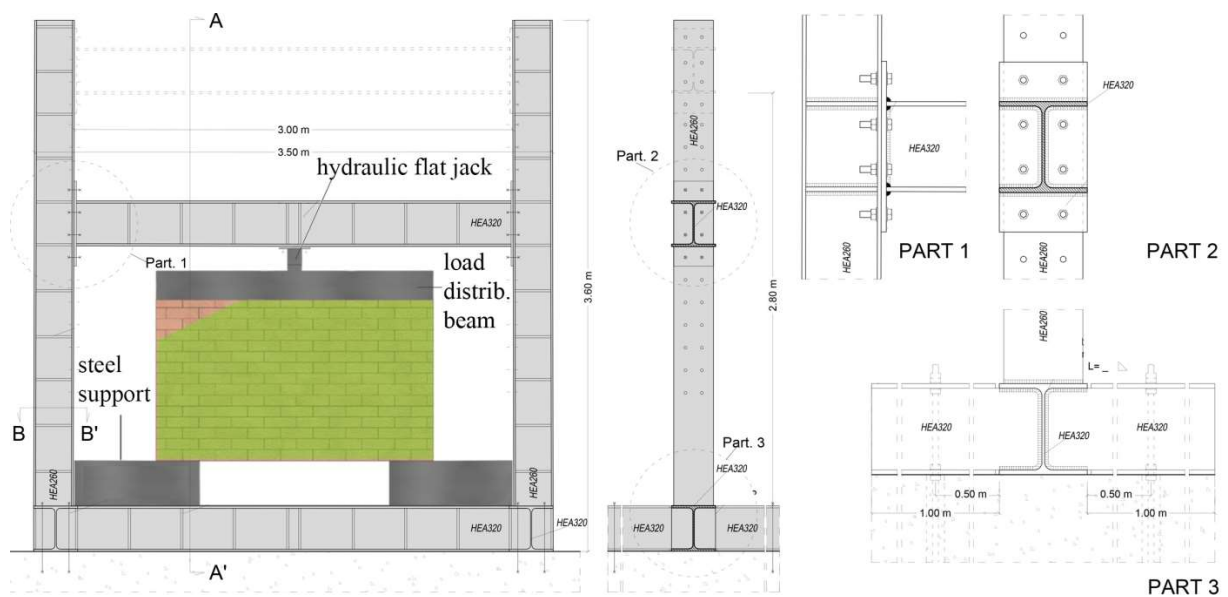 A
3.00 m
3.50 m
hydraulic flat jack
HEA320
Part. 1
load
distrib.
beam
steel
support
B
B'
HEA260
HEA260
HEA320
HEA320
A'
3.60 m
HEA260
Part. 2
HEA320
2.80 m
Part. 3
HEA320
HEA320
HEA320
HEA320
HEA260
PART 1
HEA320
HEA260
PART 2
HEA260
L= _
HEA320
HEA320
HEA320
0.50 m
0.50 m
1.00 m
1.00 m
PART 3